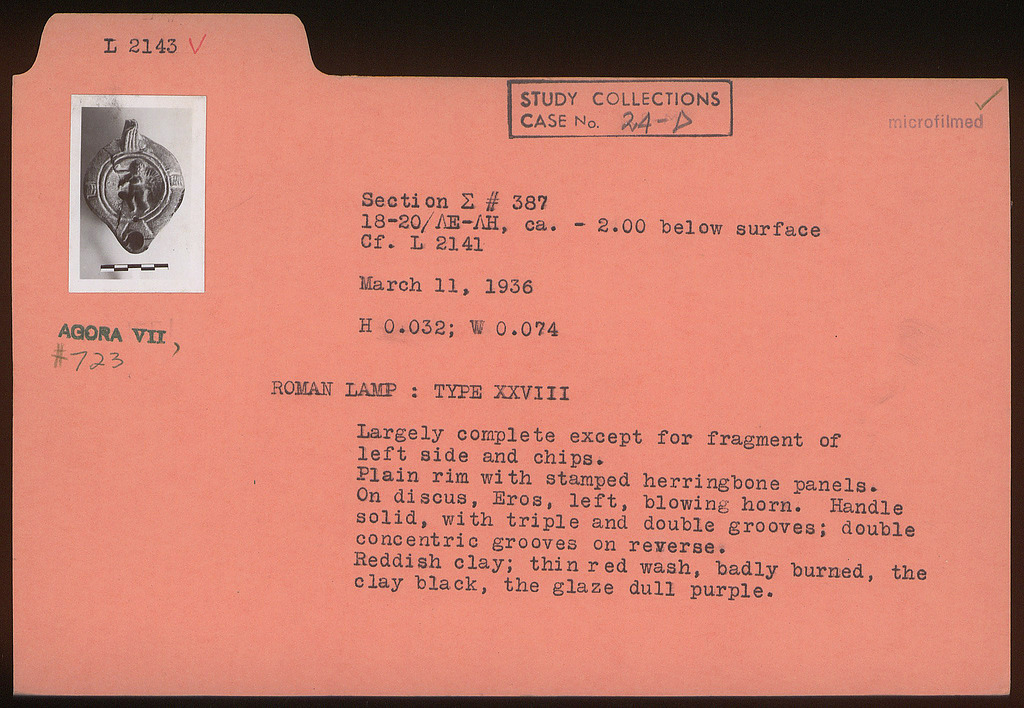 L 2143 ✓
STUDY COLLECTIONS
CASE No. 24-D
microfilmed ✓
Section Σ # 387
18-20/ΛΕ-ΛΗ, ca. - 2.00 below surface
Cf. L 2141
March 11, 1936
H 0.032; W 0.074
AGORA VII,
#723
ROMAN LAMP : TYPE XXVIII
Largely complete except for fragment of
left side and chips.
Plain rim with stamped herringbone panels.
On discus, Eros, left, blowing horn. Handle
solid, with triple and double grooves; double
concentric grooves on reverse.
Reddish clay; thin red wash, badly burned, the
clay black, the glaze dull purple.